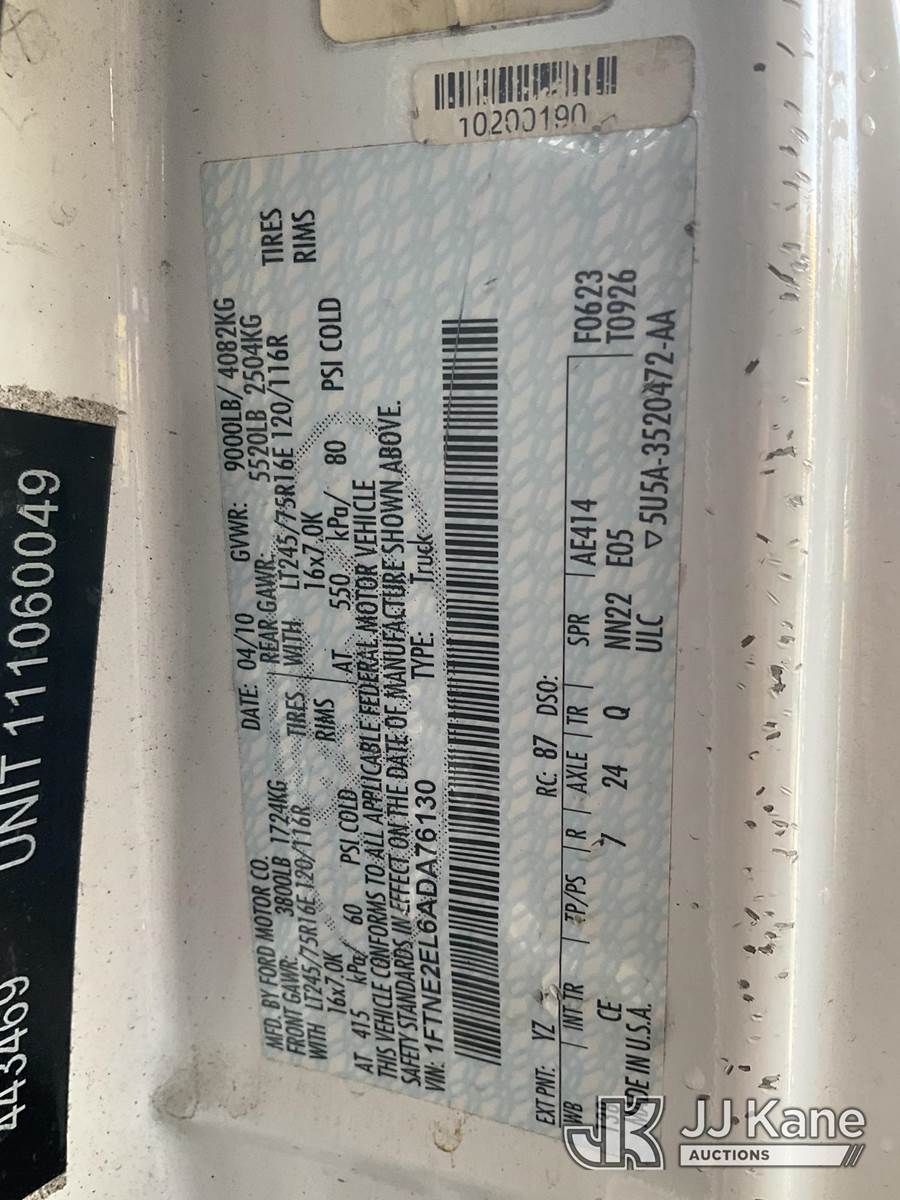 443469 UNIT 111060049
10200190
MFD. BY FORD MOTOR CO. DATE: 04/10 GVWR: 9000LB/ 4082KG
FRONT GAWR: 3800LB 1724KG REAR GAWR: 5520LB 2504KG
WITH LT245/75R16E 120/116R TIRES WITH LT245/75R16E 120/116R TIRES
16x7.0K RIMS 16x7.0K RIMS
AT 415 kPa/ 60 PSI COLD AT 550 kPa/ 80 PSI COLD
THIS VEHICLE CONFORMS TO ALL APPLICABLE FEDERAL MOTOR VEHICLE
SAFETY STANDARDS IN EFFECT ON THE DATE OF MANUFACTURE SHOWN ABOVE.
VIN: 1FTNE2EL6ADA76130 TYPE: Truck
EXT PNT: YZ RC: 87 DSO: F0623
WB INT TR TP/PS R AXLE TR SPR AE414 T0926
CE 7 24 Q NN22 E05
MADE IN U.S.A. ULC ▽ 5U5A-3520472-AA
JK JJ Kane
AUCTIONS